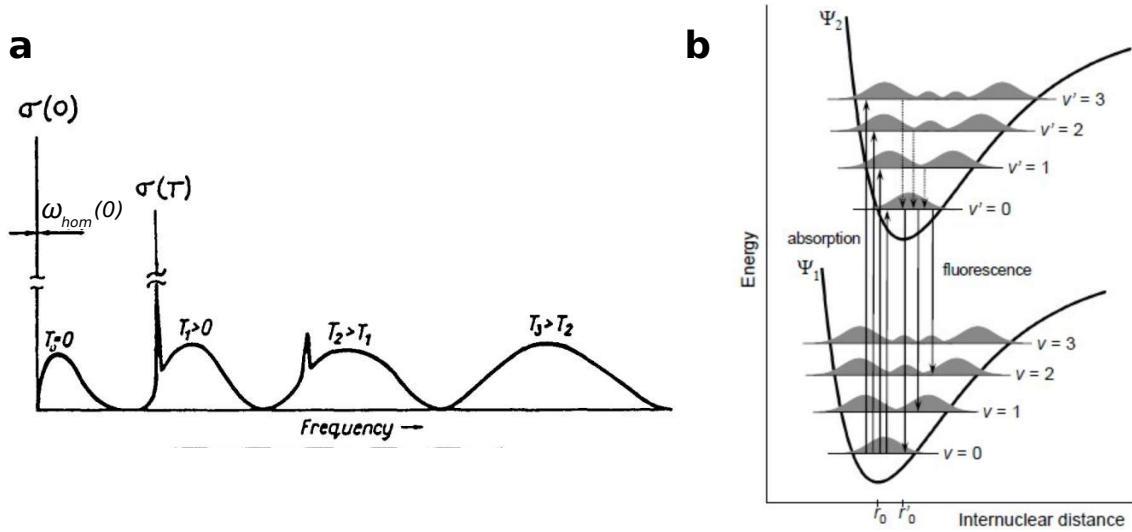 a
σ(0)
ω_hom(0)
σ(T)
T₀=0
T₁>0
T₂>T₁
T₃>T₂
Frequency →
b
Ψ₂
v' = 3
v' = 2
v' = 1
v' = 0
absorption
Ψ₁
fluorescence
Energy
v = 3
v = 2
v = 1
v = 0
r₀ r'₀
Internuclear distance